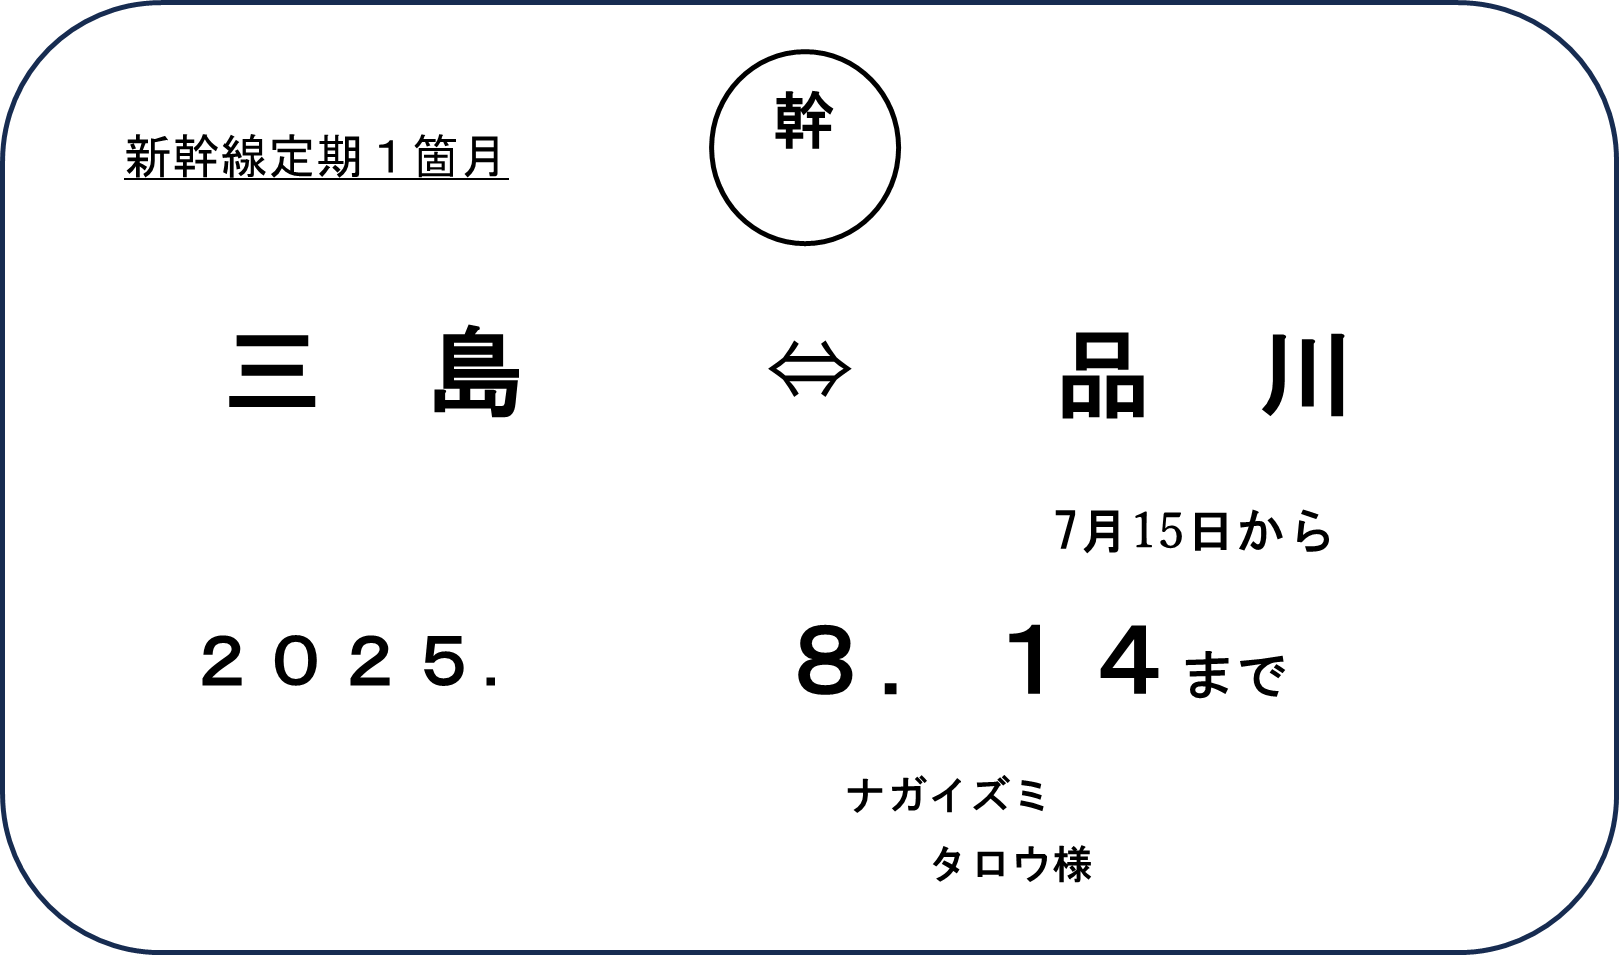 幹
新幹線定期１箇月
三　島　⇔　品　川
7月15日から
２０２５.　８.　１４まで
ナガイズミ
タロウ様